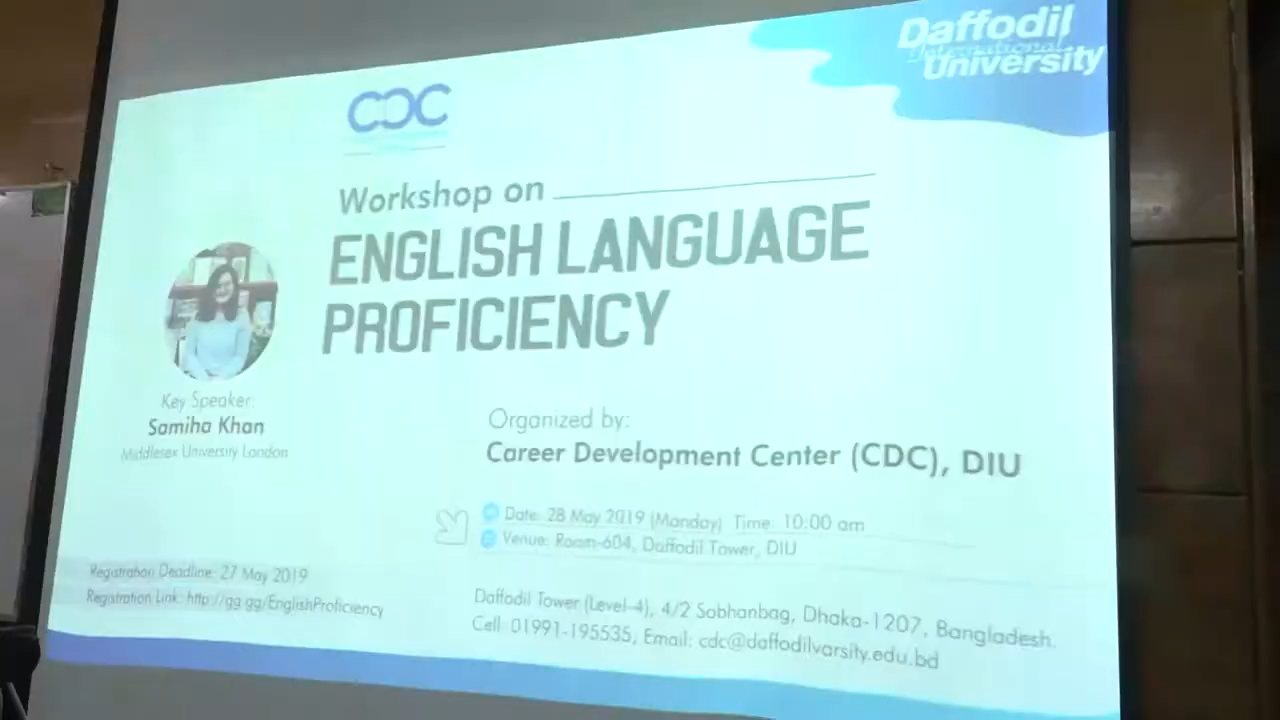 Daffodil
International
University
CDC
Workshop on
ENGLISH LANGUAGE
PROFICIENCY
Key Speaker:
Samiha Khan
Middlesex University London
Organized by:
Career Development Center (CDC), DIU
Date: 28 May 2019 (Monday) Time: 10:00 am
Venue: Room-604, Daffodil Tower, DIU
Registration Deadline: 27 May 2019
Registration Link: http://gg.gg/EnglishProficiency
Daffodil Tower (Level-4), 4/2 Sobhanbag, Dhaka-1207, Bangladesh.
Cell: 01991-195535, Email: cdc@daffodilvarsity.edu.bd